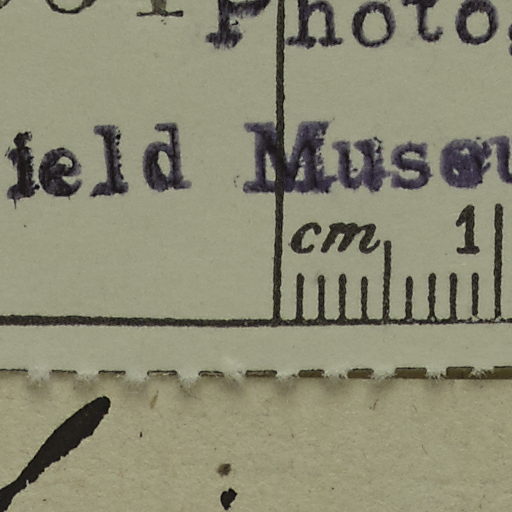 Photo
ield Museu
cm 1